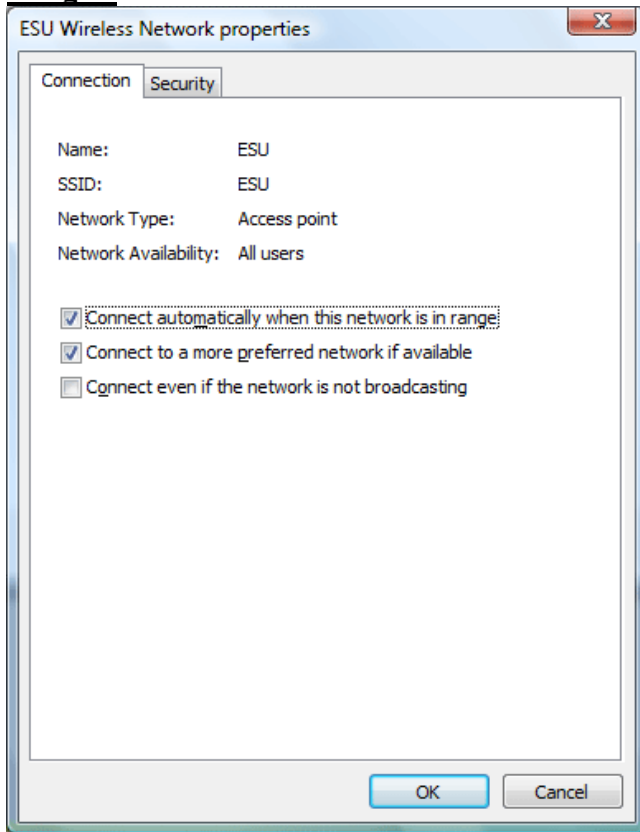 ESU Wireless Network properties
Connection Security
Name: ESU
SSID: ESU
Network Type: Access point
Network Availability: All users
Connect automatically when this network is in range
Connect to a more preferred network if available
Connect even if the network is not broadcasting
OK Cancel